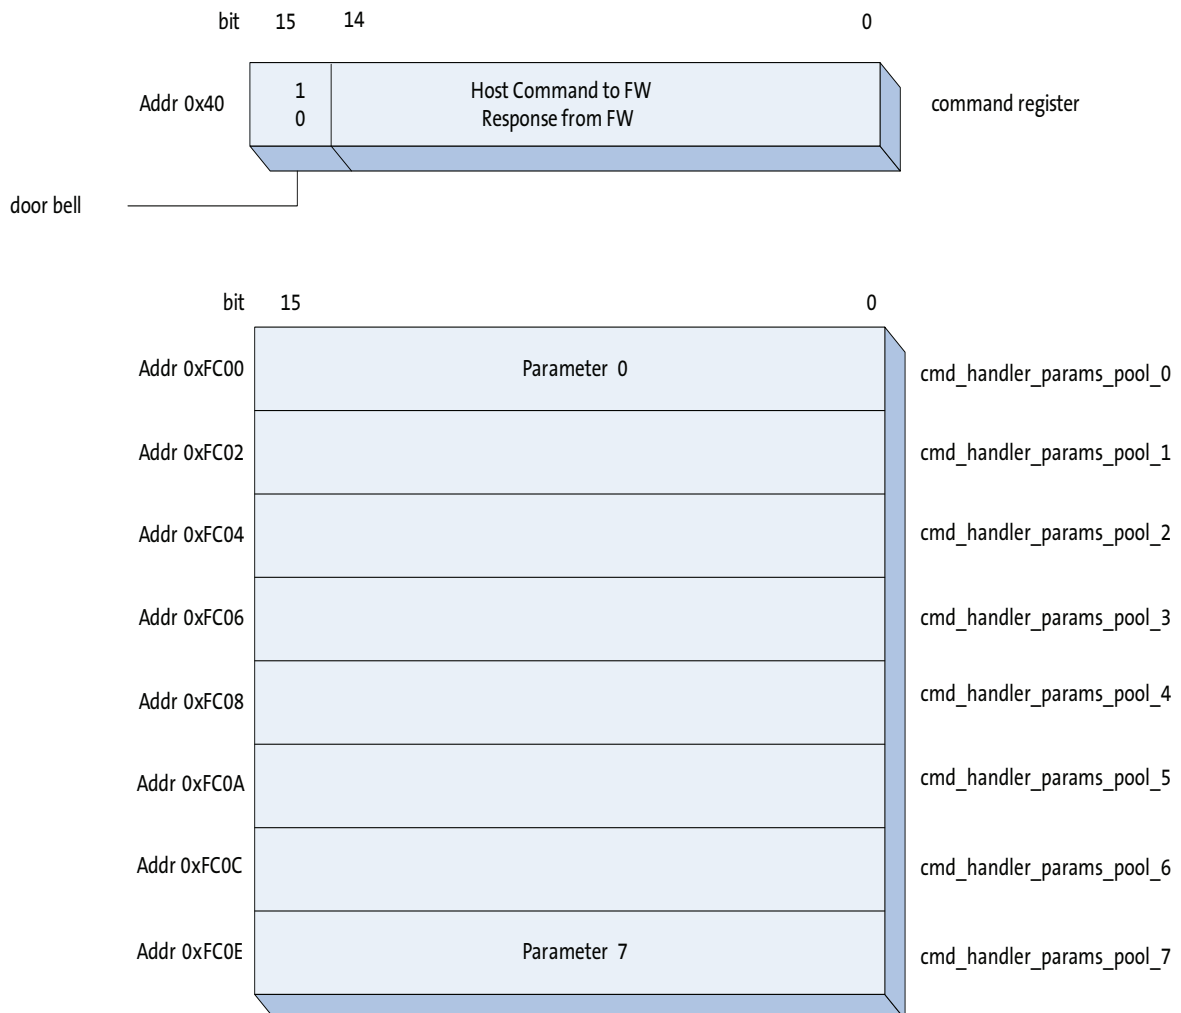 bit 15 14 0
Addr 0x40 1 Host Command to FW command register
0 Response from FW
door bell
bit 15 0
Addr 0xFC00 Parameter 0 cmd_handler_params_pool_0
Addr 0xFC02 cmd_handler_params_pool_1
Addr 0xFC04 cmd_handler_params_pool_2
Addr 0xFC06 cmd_handler_params_pool_3
Addr 0xFC08 cmd_handler_params_pool_4
Addr 0xFC0A cmd_handler_params_pool_5
Addr 0xFC0C cmd_handler_params_pool_6
Addr 0xFC0E Parameter 7 cmd_handler_params_pool_7